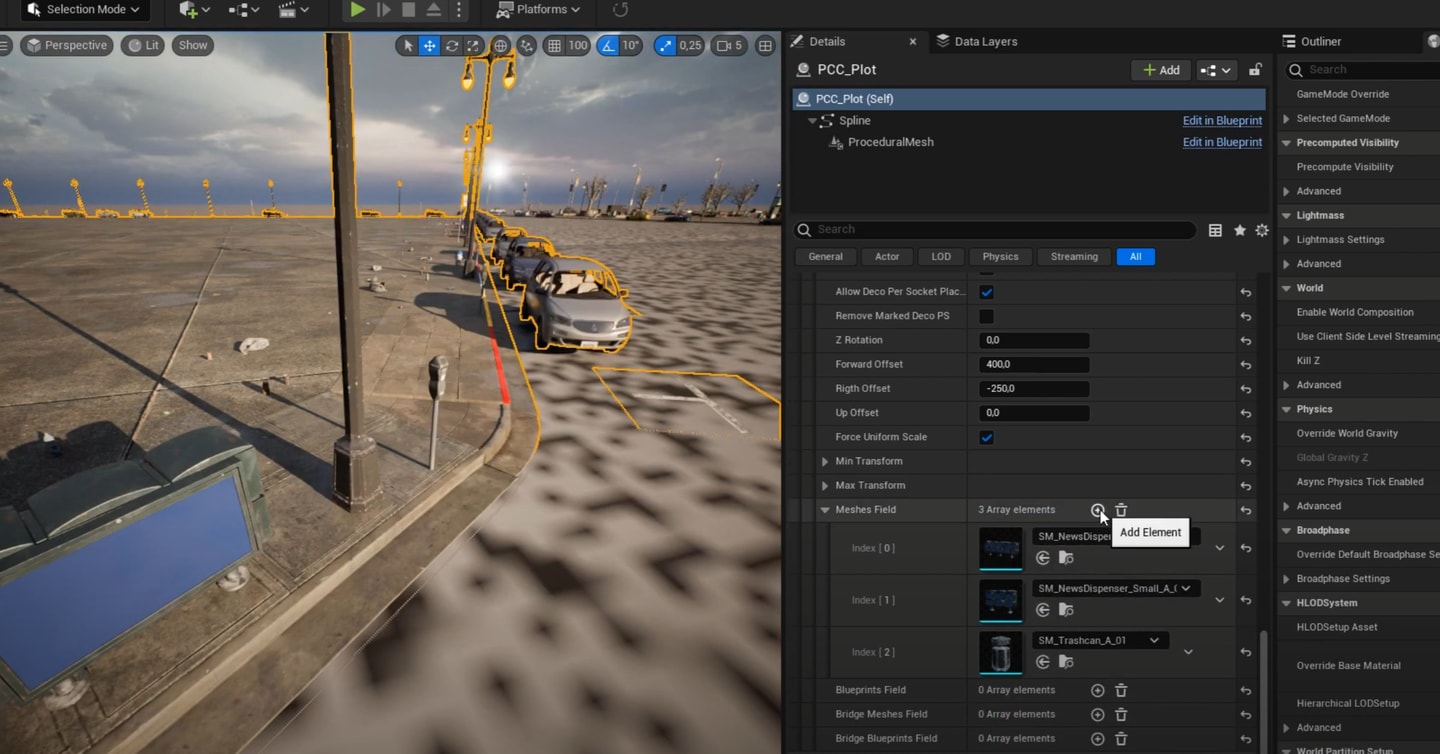 Selection Mode
Platforms
Perspective
Lit
Show
100
10°
0,25
5
Details
Data Layers
Outliner
PCC_Plot
Add
Search
PCC_Plot (Self)
Spline
Edit in Blueprint
ProceduralMesh
Edit in Blueprint
Search
General
Actor
LOD
Physics
Streaming
All
Allow Deco Per Socket Plac...
Remove Marked Deco PS
Z Rotation
0,0
Forward Offset
400,0
Rigth Offset
-250,0
Up Offset
0,0
Force Uniform Scale
Min Transform
Max Transform
Meshes Field
3 Array elements
Add Element
Index [ 0 ]
SM_NewsDispen
Index [ 1 ]
SM_NewsDispenser_Small_A_(
Index [ 2 ]
SM_Trashcan_A_01
Blueprints Field
0 Array elements
Bridge Meshes Field
0 Array elements
Bridge Blueprints Field
0 Array elements
GameMode Override
Selected GameMode
Precomputed Visibility
Precompute Visibility
Advanced
Lightmass
Lightmass Settings
Advanced
World
Enable World Composition
Use Client Side Level Streaming
Kill Z
Advanced
Physics
Override World Gravity
Global Gravity Z
Async Physics Tick Enabled
Advanced
Broadphase
Override Default Broadphase Se
Broadphase Settings
HLODSystem
HLODSetup Asset
Override Base Material
Hierarchical LODSetup
Advanced
World Partition Setup